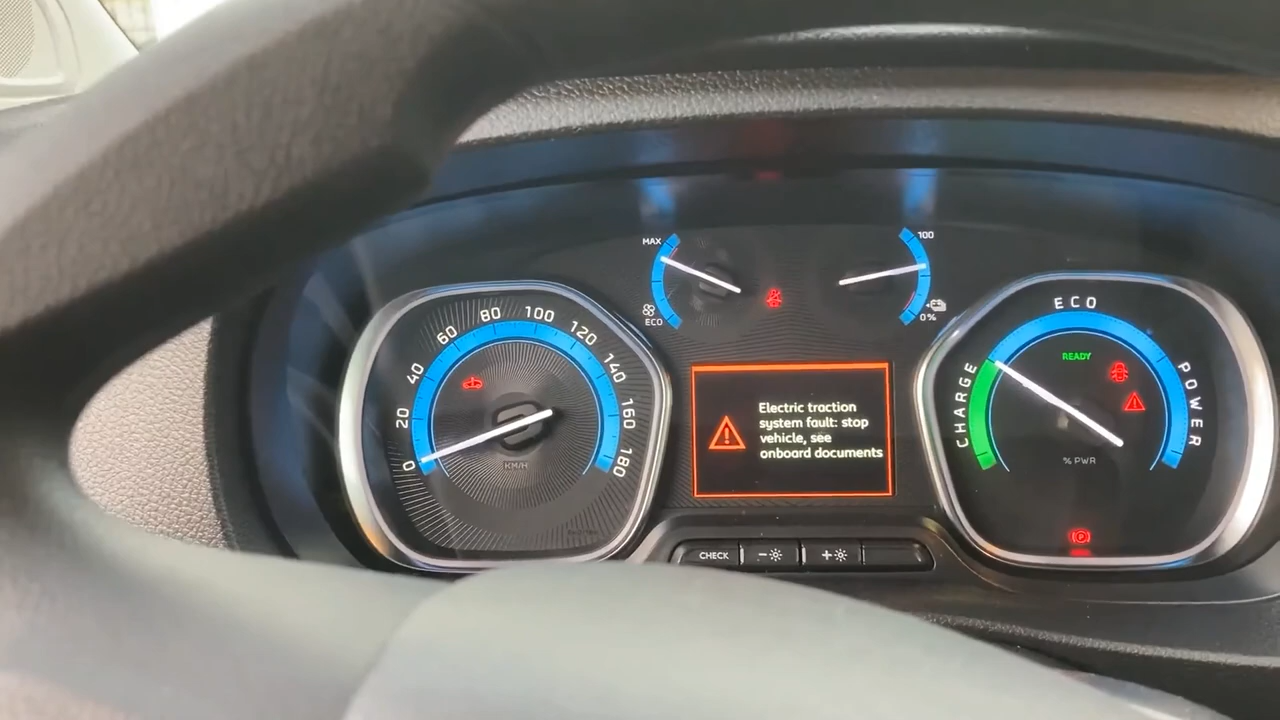 MAX
ECO
100
0%
0
20
40
60
80
100
120
140
160
180
KM/H
Electric traction
system fault: stop
vehicle, see
onboard documents
CHARGE
ECO
POWER
READY
% PWR
P
CHECK